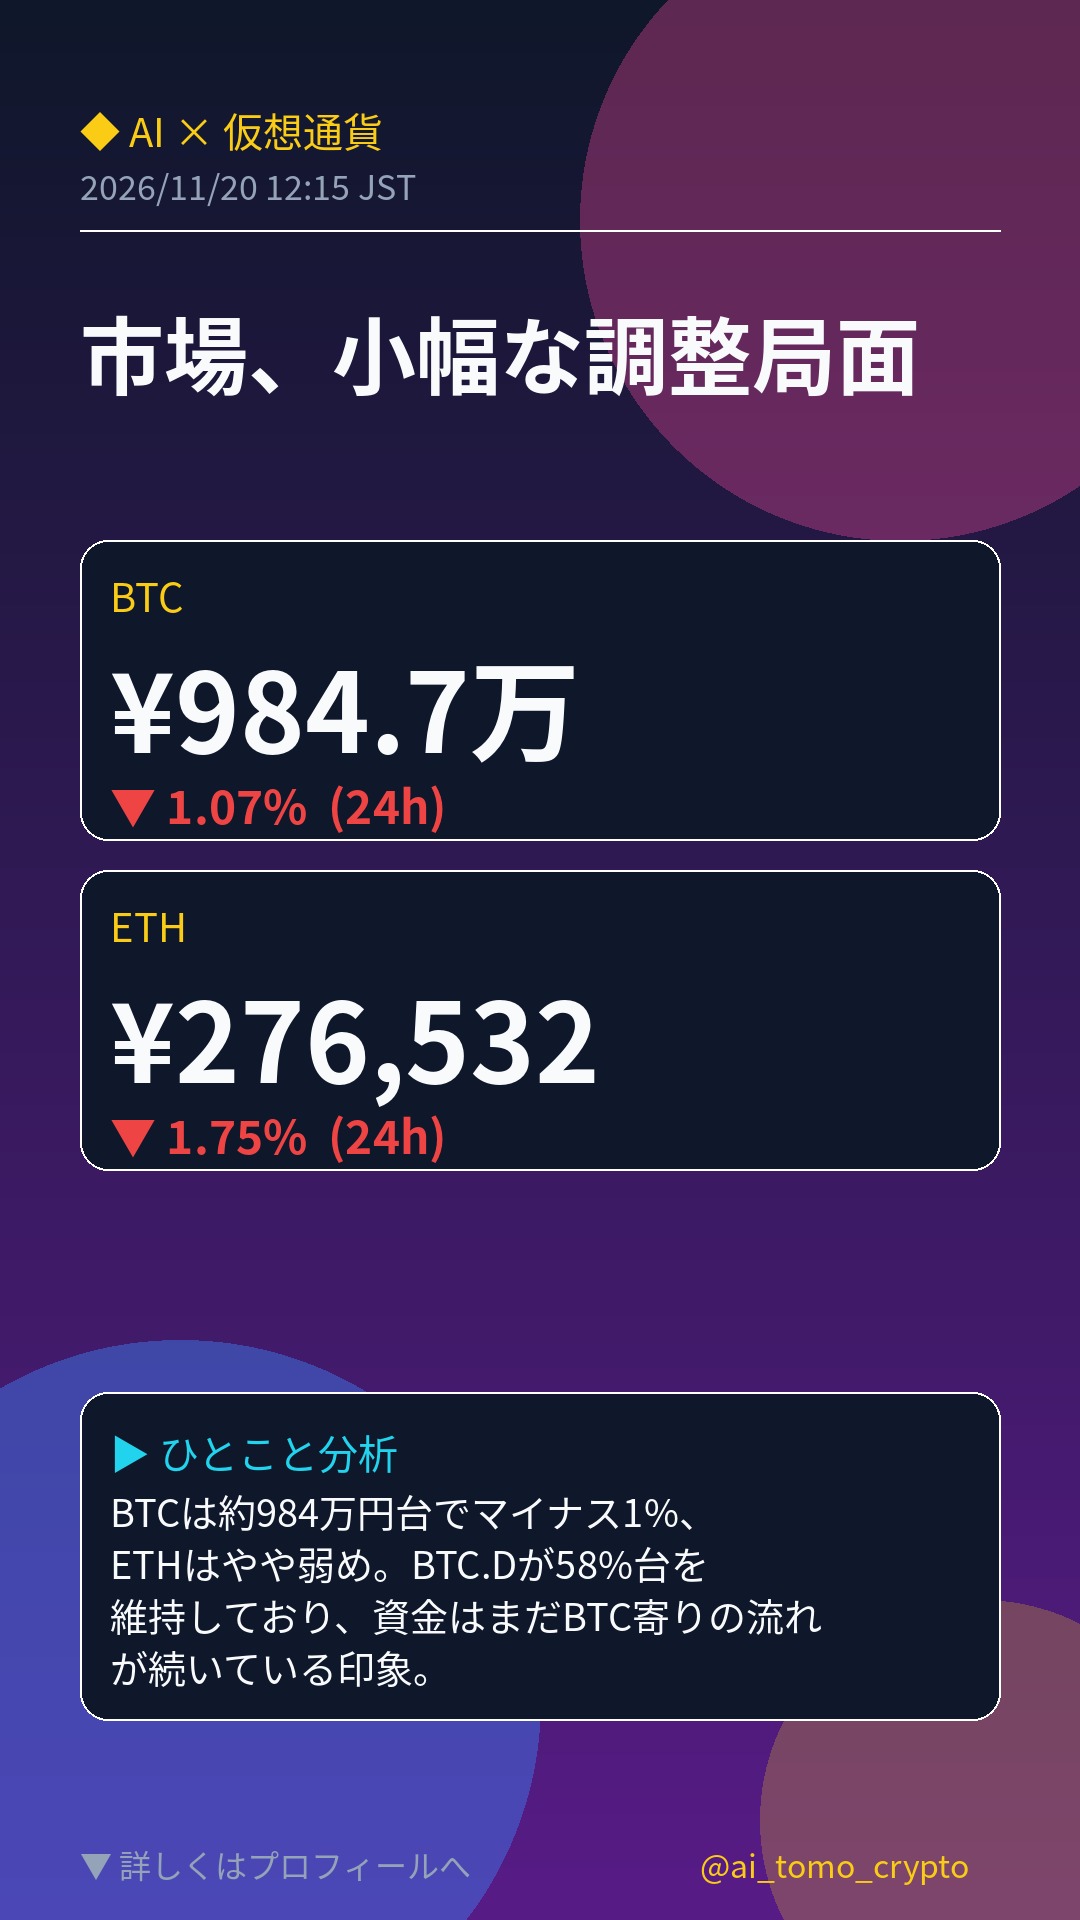 ◆ AI × 仮想通貨
2026/11/20 12:15 JST
市場、小幅な調整局面
BTC
¥984.7万
▼ 1.07% (24h)
ETH
¥276,532
▼ 1.75% (24h)
▶ ひとこと分析
BTCは約984万円台でマイナス1%、
ETHはやや弱め。BTC.Dが58%台を
維持しており、資金はまだBTC寄りの流れ
が続いている印象。
▼ 詳しくはプロフィールへ
@ai_tomo_crypto